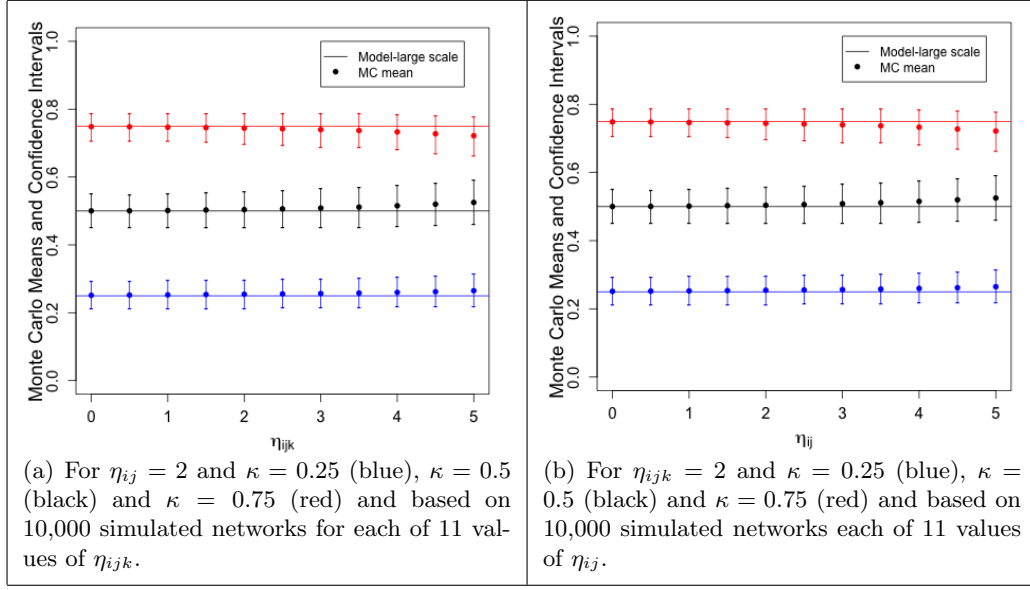 Monte Carlo Means and Confidence Intervals
1.0
0.8
0.6
0.4
0.2
0.0
Model-large scale
MC mean
0 1 2 3 4 5
ηijk
(a) For ηij = 2 and κ = 0.25 (blue), κ = 0.5
(black) and κ = 0.75 (red) and based on
10,000 simulated networks for each of 11 val-
ues of ηijk.
Monte Carlo Means and Confidence Intervals
1.0
0.8
0.6
0.4
0.2
0.0
Model-large scale
MC mean
0 1 2 3 4 5
ηij
(b) For ηijk = 2 and κ = 0.25 (blue), κ =
0.5 (black) and κ = 0.75 (red) and based on
10,000 simulated networks each of 11 values
of ηij.